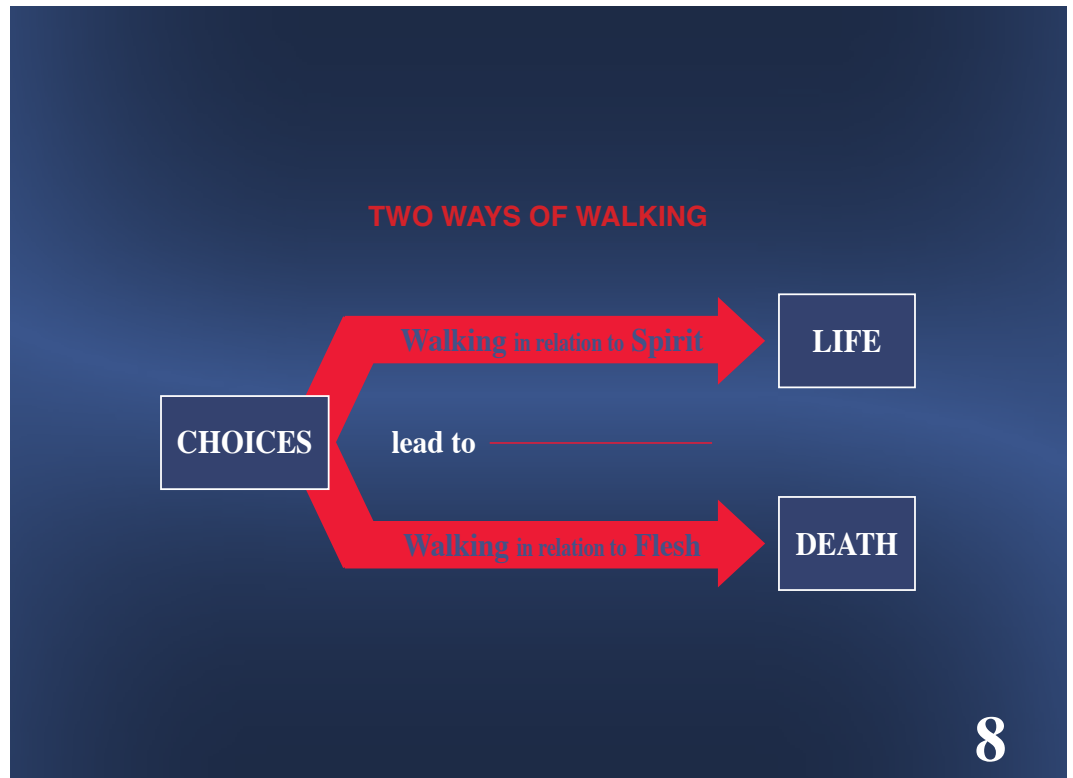 TWO WAYS OF WALKING
Walking in relation to Spirit
LIFE
CHOICES
lead to
Walking in relation to Flesh
DEATH
8